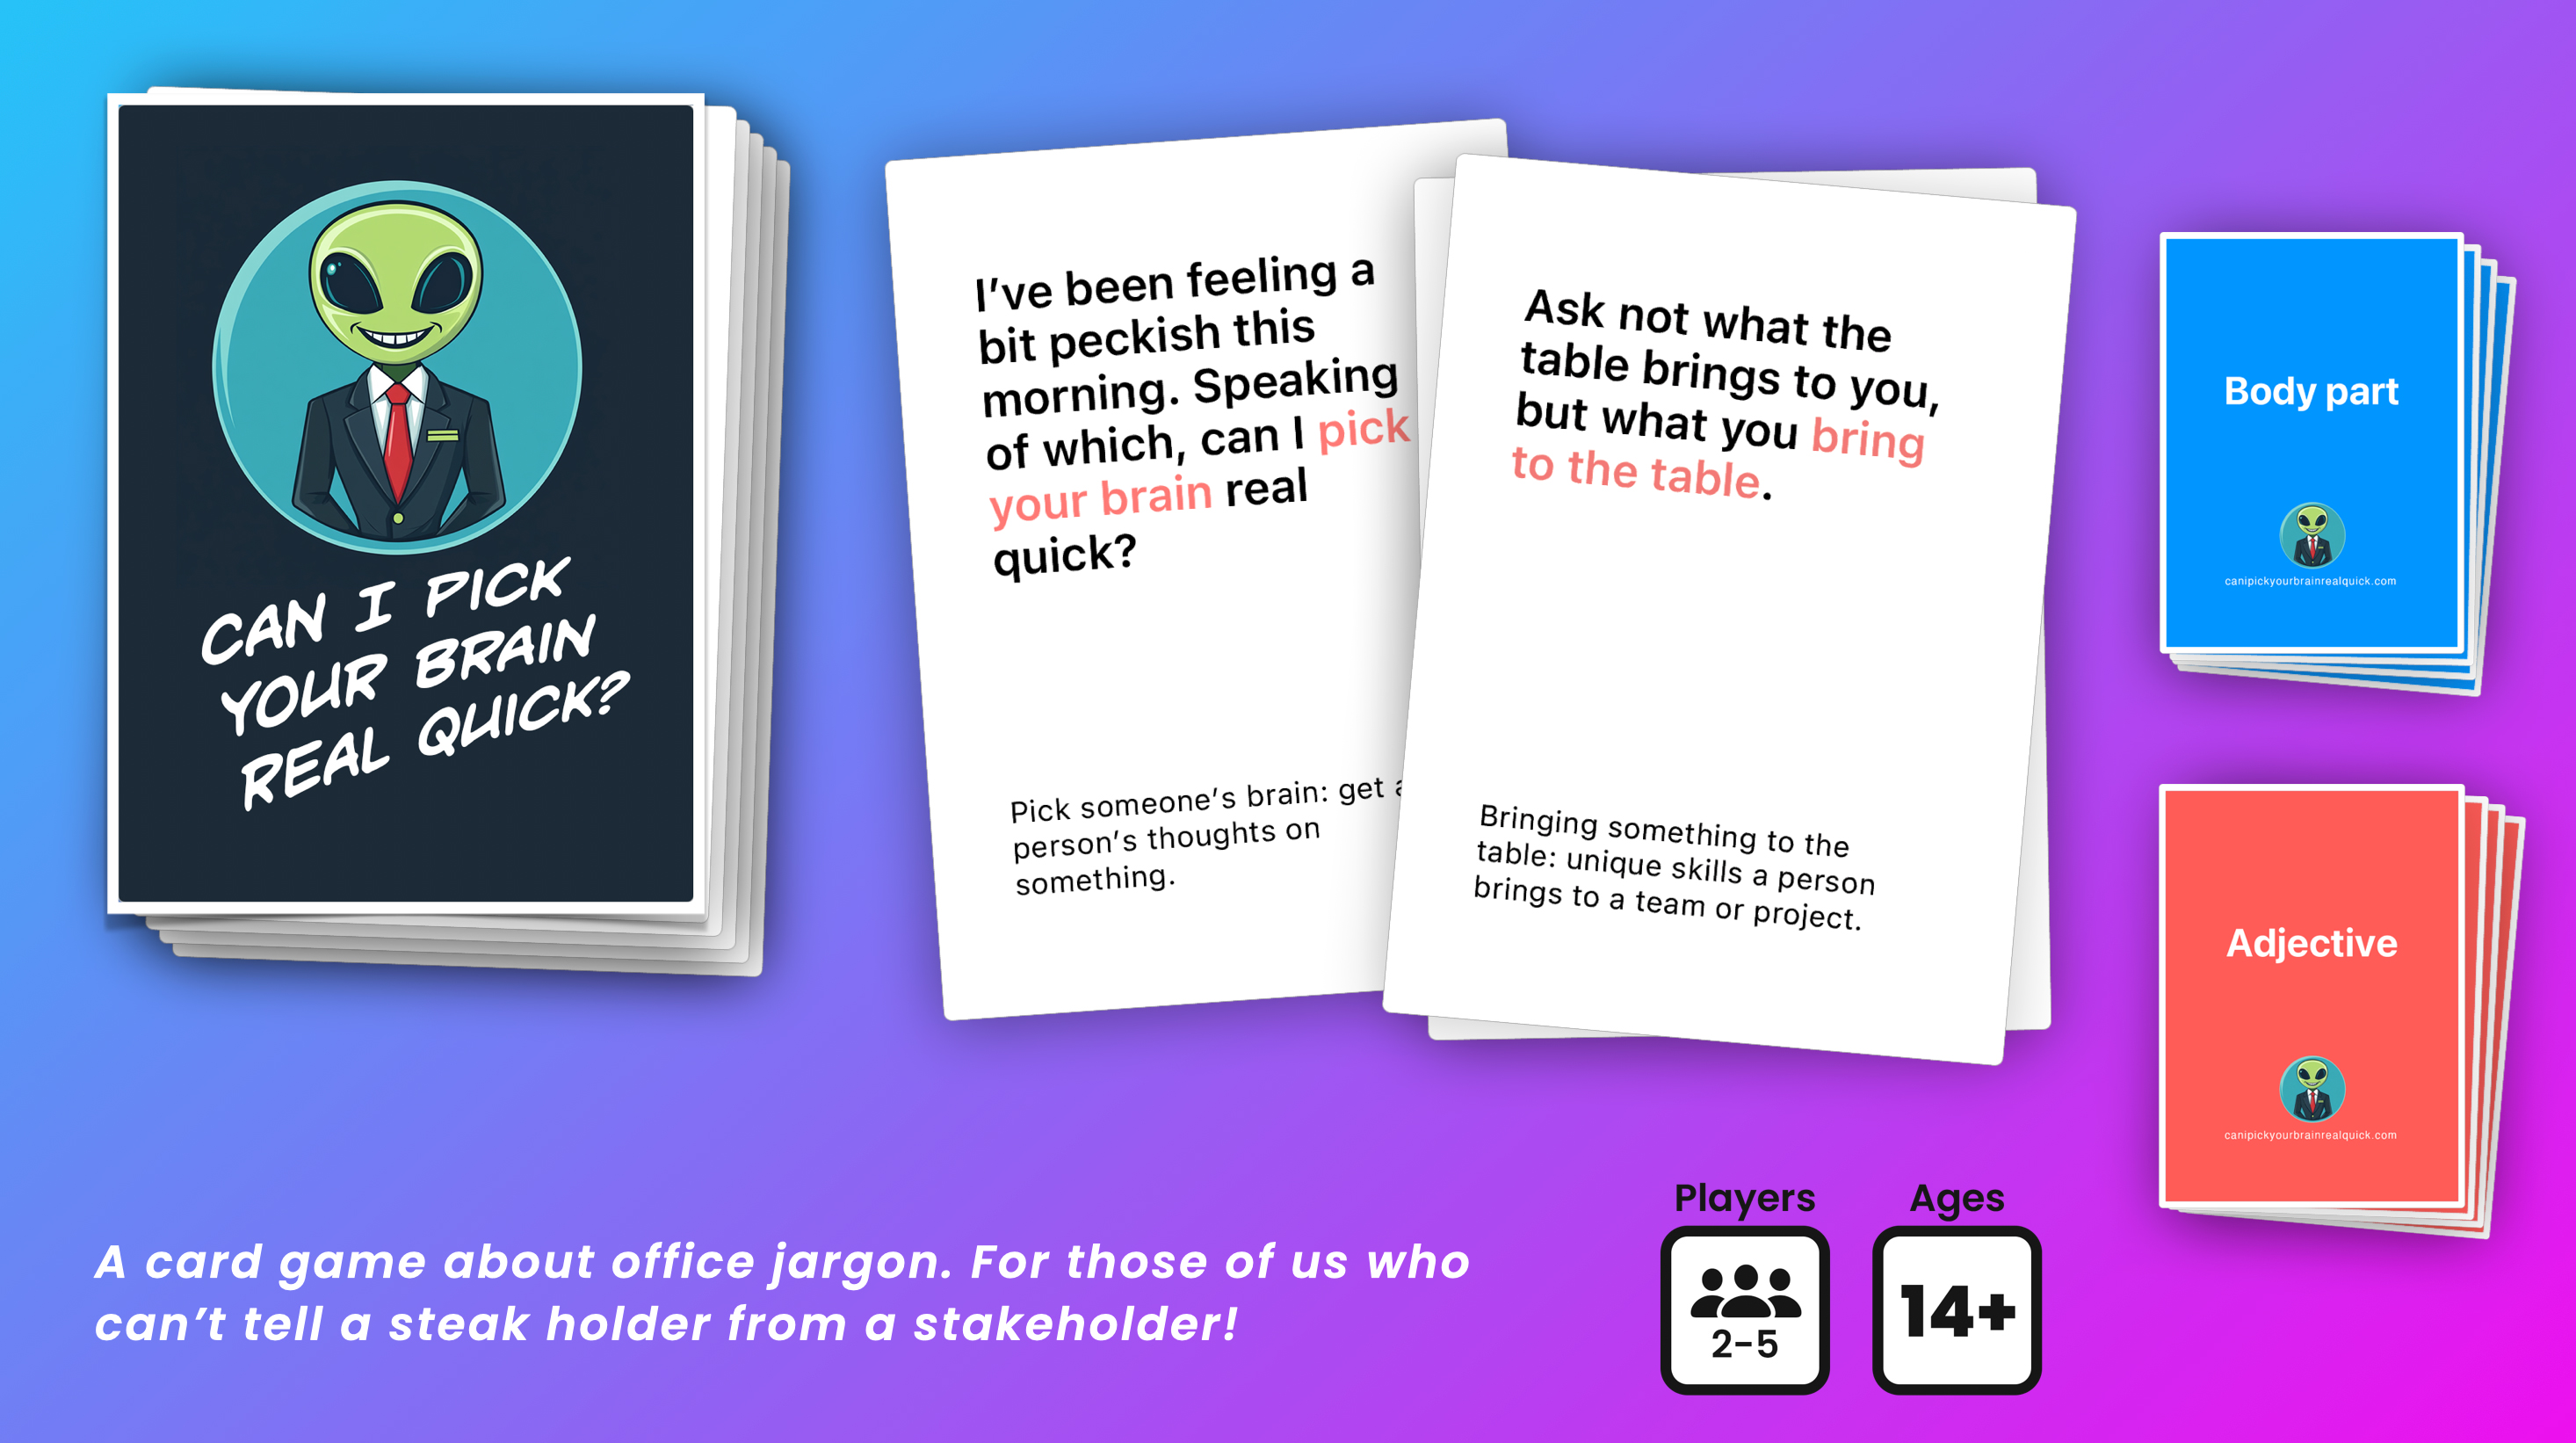 CAN I PICK
YOUR BRAIN
REAL QUICK?
I’ve been feeling a
bit peckish this
morning. Speaking
of which, can I pick
your brain real
quick?
Pick someone’s brain: get
person’s thoughts on
something.
Ask not what the
table brings to you,
but what you bring
to the table.
Bringing something to the
table: unique skills a person
brings to a team or project.
Body part
canipickyourbrainrealquick.com
Adjective
canipickyourbrainrealquick.com
A card game about office jargon. For those of us who
can’t tell a steak holder from a stakeholder!
Players
2-5
Ages
14+